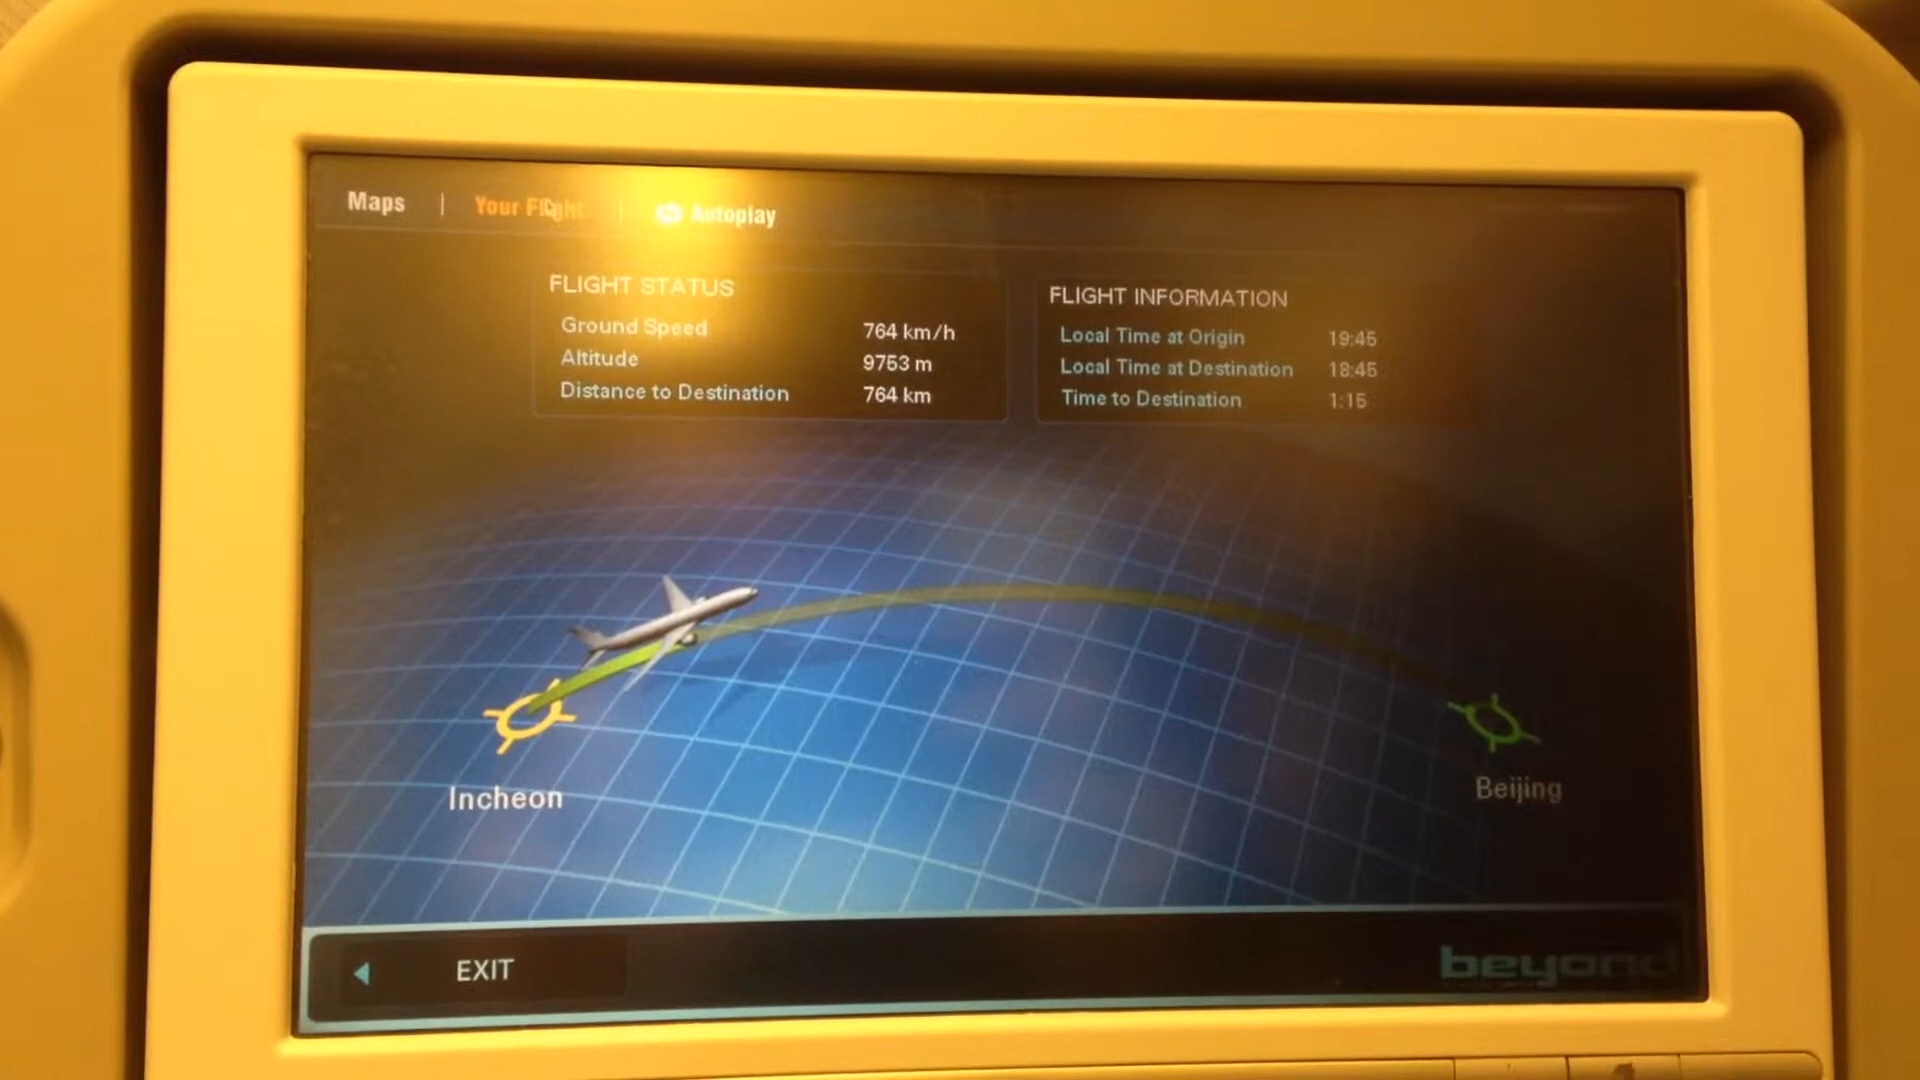 Maps | Your Flight | Autoplay
FLIGHT STATUS
Ground Speed 764 km/h
Altitude 9753 m
Distance to Destination 764 km
FLIGHT INFORMATION
Local Time at Origin 19:45
Local Time at Destination 18:45
Time to Destination 1:15
Incheon
Beijing
EXIT
beyond